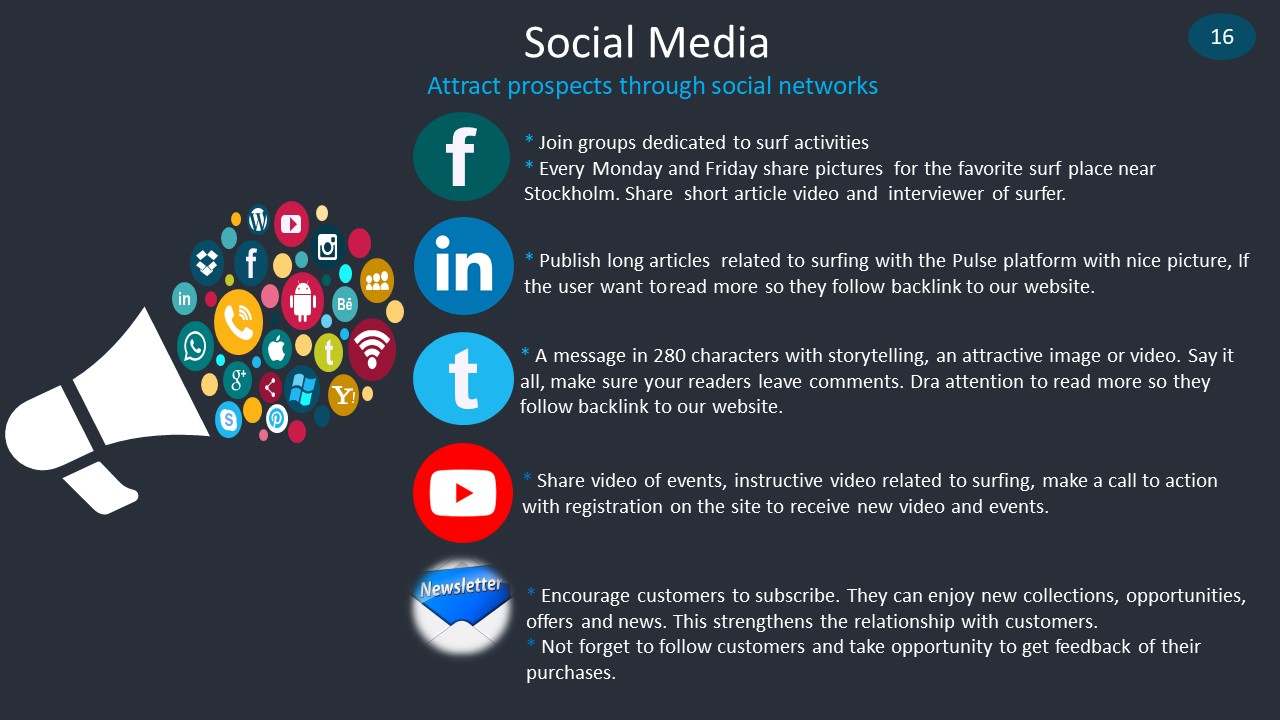 Social Media
16
Attract prospects through social networks
f
* Join groups dedicated to surf activities
* Every Monday and Friday share pictures for the favorite surf place near
Stockholm. Share short article video and interviewer of surfer.
in
* Publish long articles related to surfing with the Pulse platform with nice picture, If
the user want to read more so they follow backlink to our website.
t
* A message in 280 characters with storytelling, an attractive image or video. Say it
all, make sure your readers leave comments. Dra attention to read more so they
follow backlink to our website.
* Share video of events, instructive video related to surfing, make a call to action
with registration on the site to receive new video and events.
Newsletter
* Encourage customers to subscribe. They can enjoy new collections, opportunities,
offers and news. This strengthens the relationship with customers.
* Not forget to follow customers and take opportunity to get feedback of their
purchases.
W
f
in
Bē
t
g+
Y!
S
P